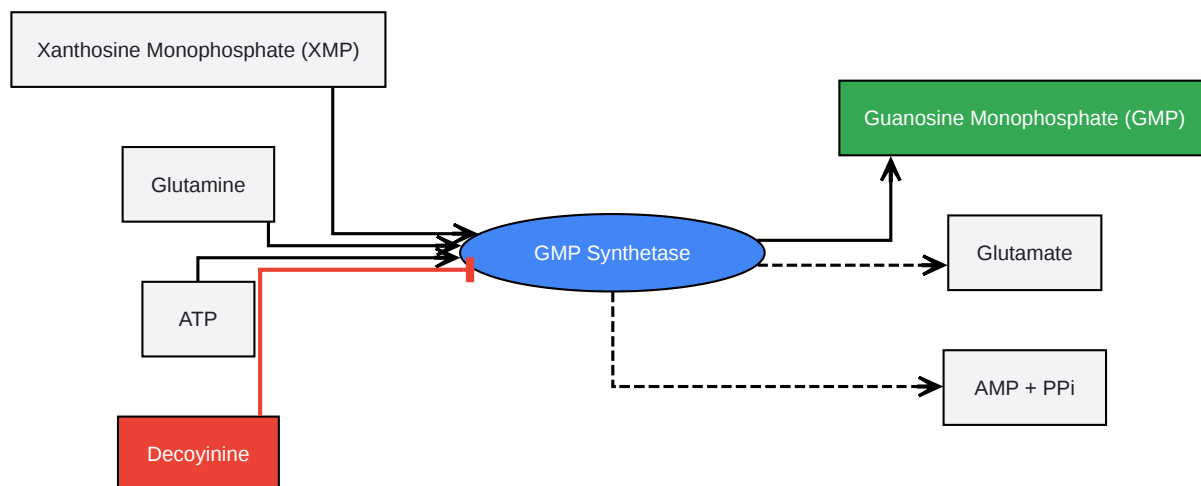 Xanthosine Monophosphate (XMP)
Guanosine Monophosphate (GMP)
Glutamine
GMP Synthetase
Glutamate
ATP
AMP + PPi
Decoyinine